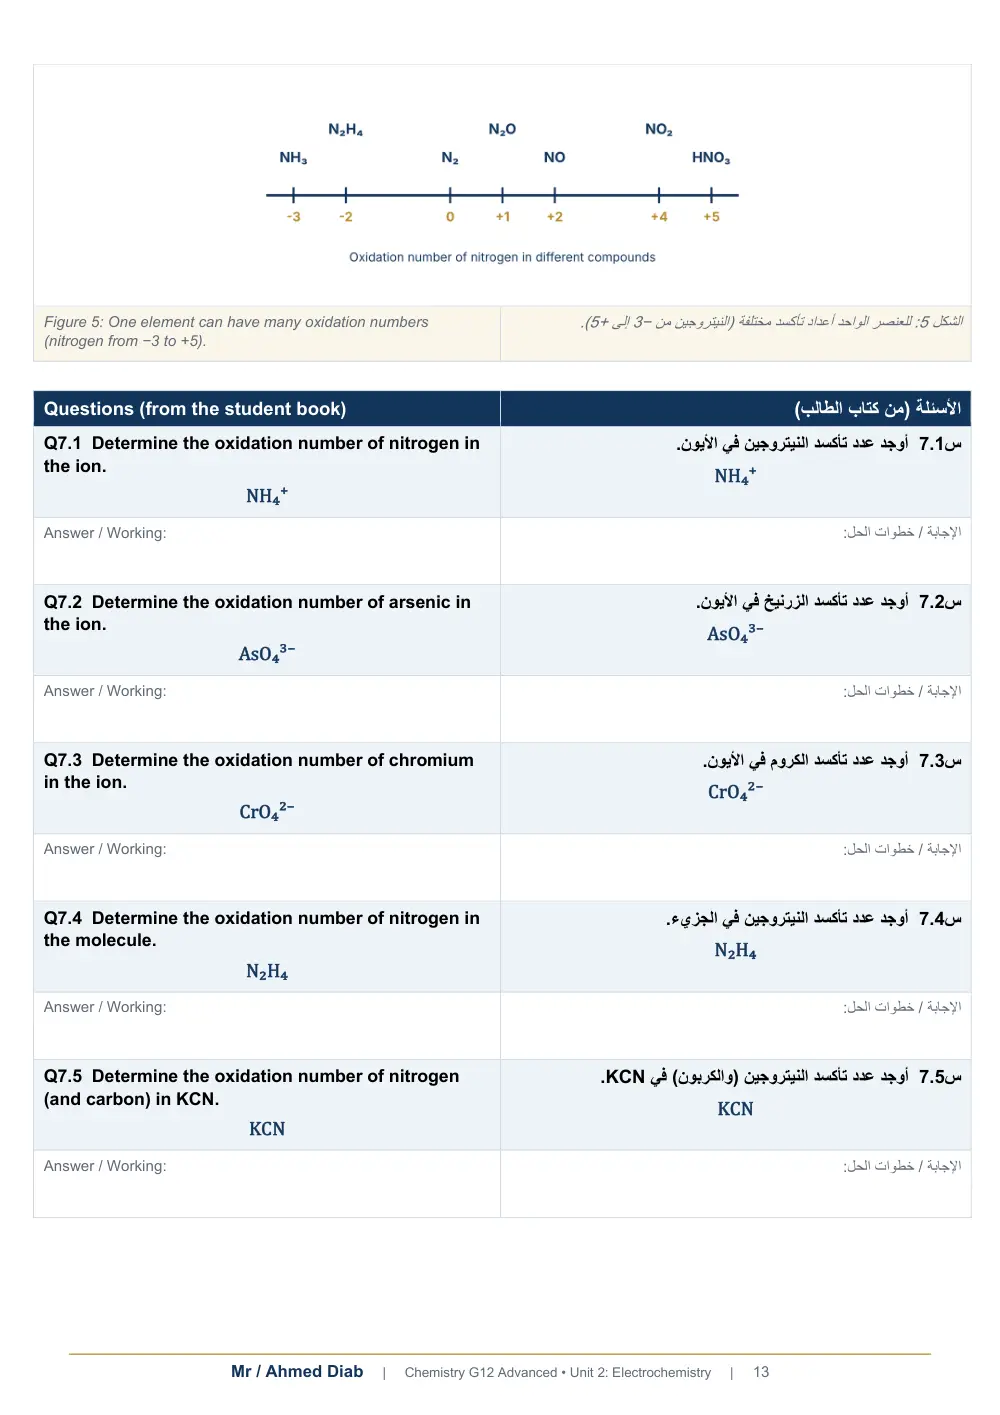 N₂H₄ N₂O NO₂
NH₃ N₂ NO HNO₃
-3 -2 0 +1 +2 +4 +5
Oxidation number of nitrogen in different compounds
Figure 5: One element can have many oxidation numbers
(nitrogen from −3 to +5).
الشكل 5: للعنصر الواحد أعداد تأكسد مختلفة (النيتروجين من −3 إلى +5).
Questions (from the student book)
الأسئلة (من كتاب الطالب)
Q7.1 Determine the oxidation number of nitrogen in
the ion.
NH₄⁺
س7.1 أوجد عدد تأكسد النيتروجين في الأيون.
NH₄⁺
Answer / Working:
الإجابة / خطوات الحل:
Q7.2 Determine the oxidation number of arsenic in
the ion.
AsO₄³⁻
س7.2 أوجد عدد تأكسد الزرنيخ في الأيون.
AsO₄³⁻
Answer / Working:
الإجابة / خطوات الحل:
Q7.3 Determine the oxidation number of chromium
in the ion.
CrO₄²⁻
س7.3 أوجد عدد تأكسد الكروم في الأيون.
CrO₄²⁻
Answer / Working:
الإجابة / خطوات الحل:
Q7.4 Determine the oxidation number of nitrogen in
the molecule.
N₂H₄
س7.4 أوجد عدد تأكسد النيتروجين في الجزيء.
N₂H₄
Answer / Working:
الإجابة / خطوات الحل:
Q7.5 Determine the oxidation number of nitrogen
(and carbon) in KCN.
KCN
س7.5 أوجد عدد تأكسد النيتروجين (والكربون) في KCN.
KCN
Answer / Working:
الإجابة / خطوات الحل:
Mr / Ahmed Diab | Chemistry G12 Advanced • Unit 2: Electrochemistry | 13